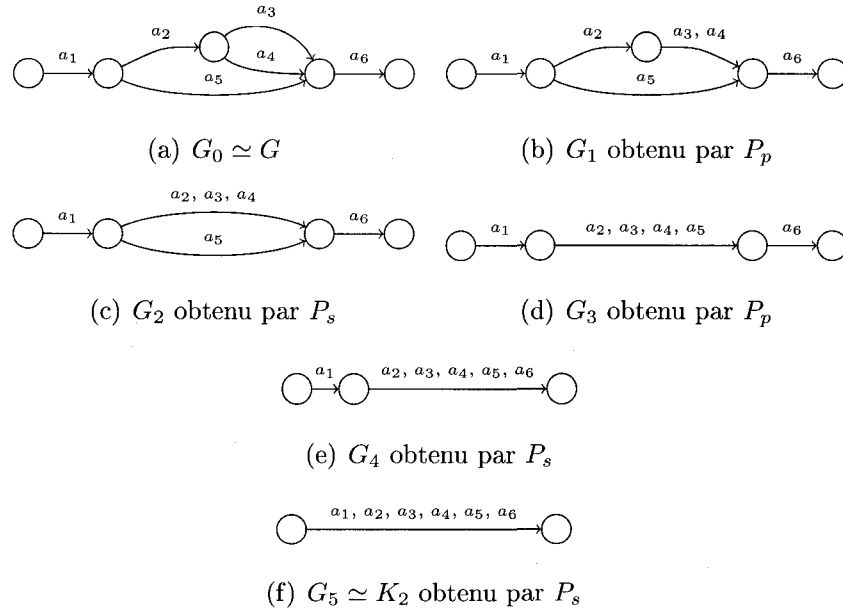 a₁ a₂ a₃ a₄ a₅ a₆
a₁ a₂ a₃, a₄ a₅ a₆
(a) G₀ ≃ G
(b) G₁ obtenu par Pₚ
a₁ a₂, a₃, a₄ a₅ a₆
a₁ a₂, a₃, a₄, a₅ a₆
(c) G₂ obtenu par Pₛ
(d) G₃ obtenu par Pₚ
a₁ a₂, a₃, a₄, a₅, a₆
(e) G₄ obtenu par Pₛ
a₁, a₂, a₃, a₄, a₅, a₆
(f) G₅ ≃ K₂ obtenu par Pₛ